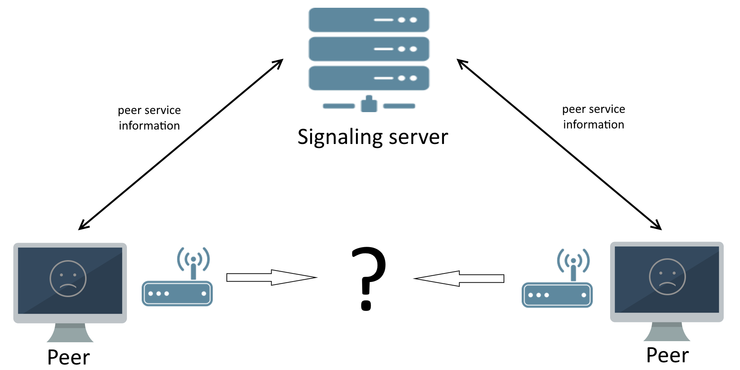 Signaling server
peer service
information
peer service
information
?
Peer
Peer